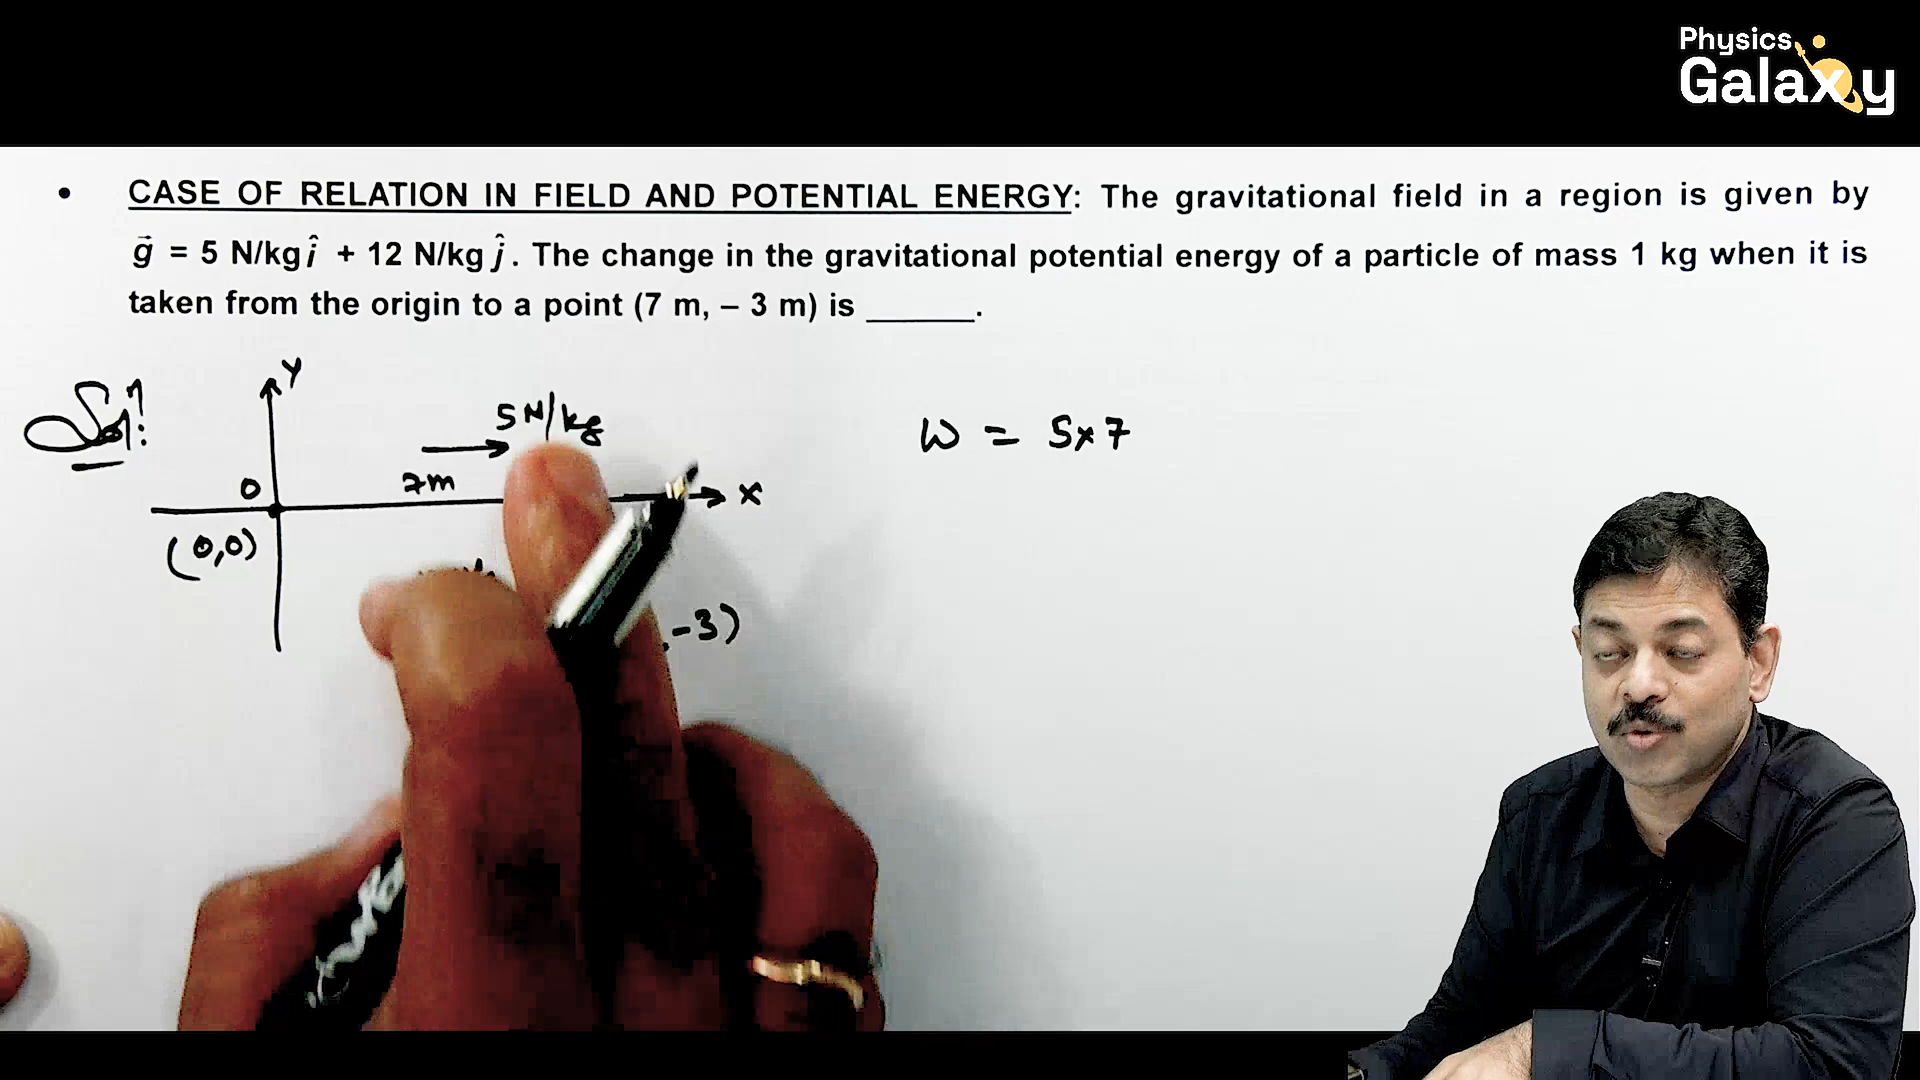 Physics
Galaxy
• CASE OF RELATION IN FIELD AND POTENTIAL ENERGY: The gravitational field in a region is given by
g⃗ = 5 N/kg î + 12 N/kg ĵ. The change in the gravitational potential energy of a particle of mass 1 kg when it is
taken from the origin to a point (7 m, – 3 m) is ______.
Solⁿ:
Y
5 N/kg
W = 5×7
7m
O
X
(0,0)
-3)